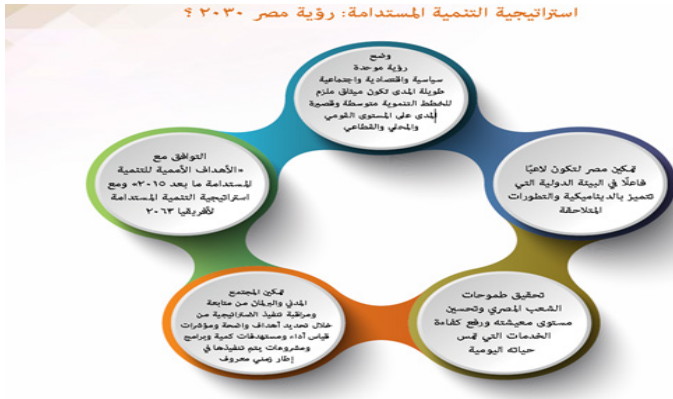 استراتيجية التنمية المستدامة: رؤية مصر ٢٠٣٠ ؟
وضع
رؤية موحدة
سياسية واقتصادية واجتماعية
طويلة المدى تكون ميثاق ملزم
للخطط التنموية متوسطة وقصيرة
المدى على المستوى القومي
والمحلي والقطاعي
تمكين مصر لتكون لاعبًا
فاعلًا في البيئة الدولية التي
تتميز بالديناميكية والتطورات
المتلاحقة
تحقيق طموحات
الشعب المصري وتحسين
مستوى معيشته ورفع كفاءة
الخدمات التي تمس
حياته اليومية
تمكين المجتمع
المدني والبرلمان من متابعة
ومراقبة تنفيذ الاستراتيجية من
خلال تحديد أهداف واضحة ومؤشرات
قياس أداء ومستهدفات كمية وبرامج
ومشروعات يتم تنفيذها في
إطار زمني معروف
التوافق مع
«الأهداف الأممية للتنمية
المستدامة ما بعد ٢٠١٥» ومع
استراتيجية التنمية المستدامة
لأفريقيا ٢٠٦٣